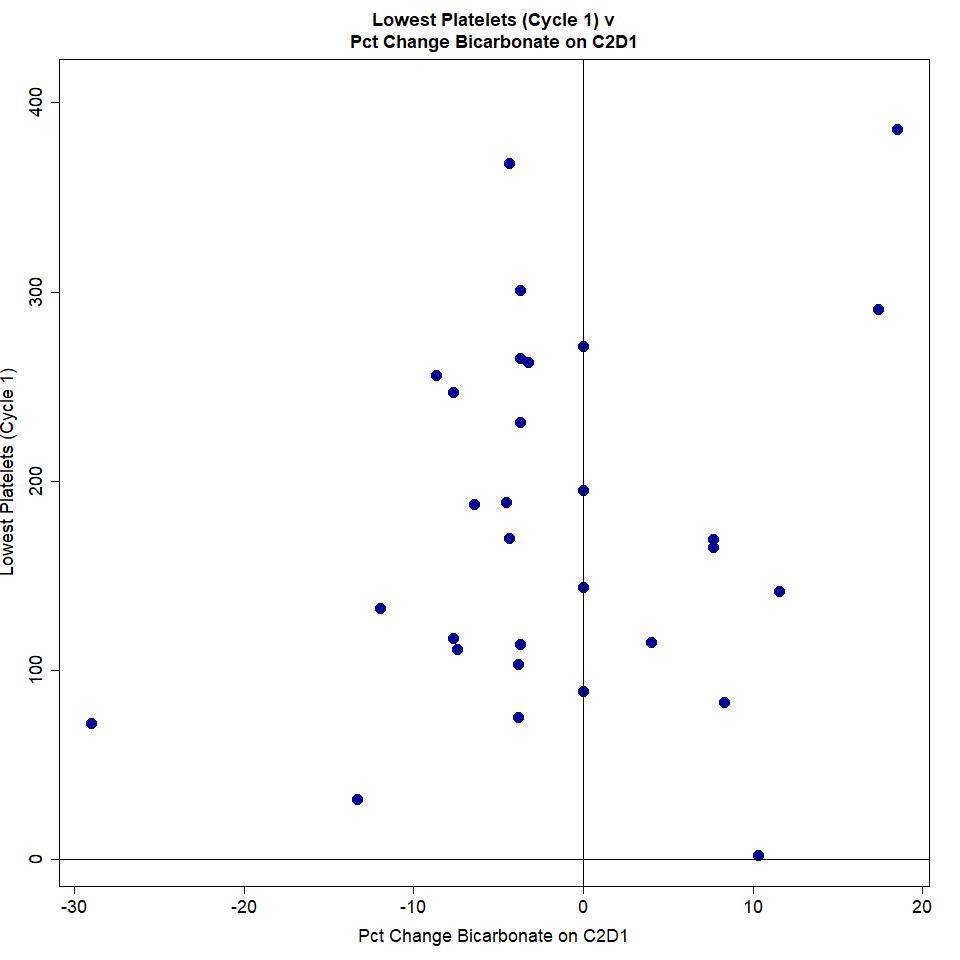 Lowest Platelets (Cycle 1) v
Pct Change Bicarbonate on C2D1
Lowest Platelets (Cycle 1)
400
300
200
100
0
-30
-20
-10
0
10
20
Pct Change Bicarbonate on C2D1